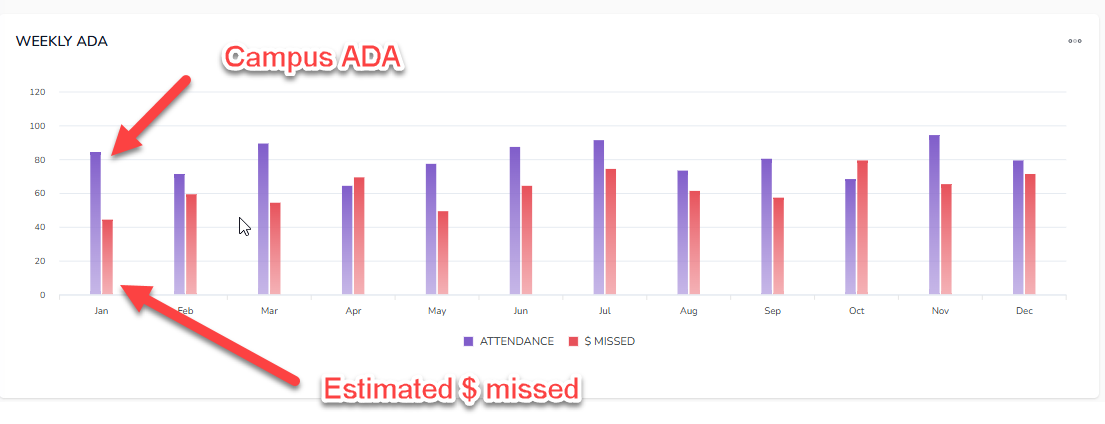 WEEKLY ADA
Campus ADA
120
100
80
60
40
20
0
Jan Feb Mar Apr May Jun Jul Aug Sep Oct Nov Dec
ATTENDANCE $ MISSED
Estimated $ missed